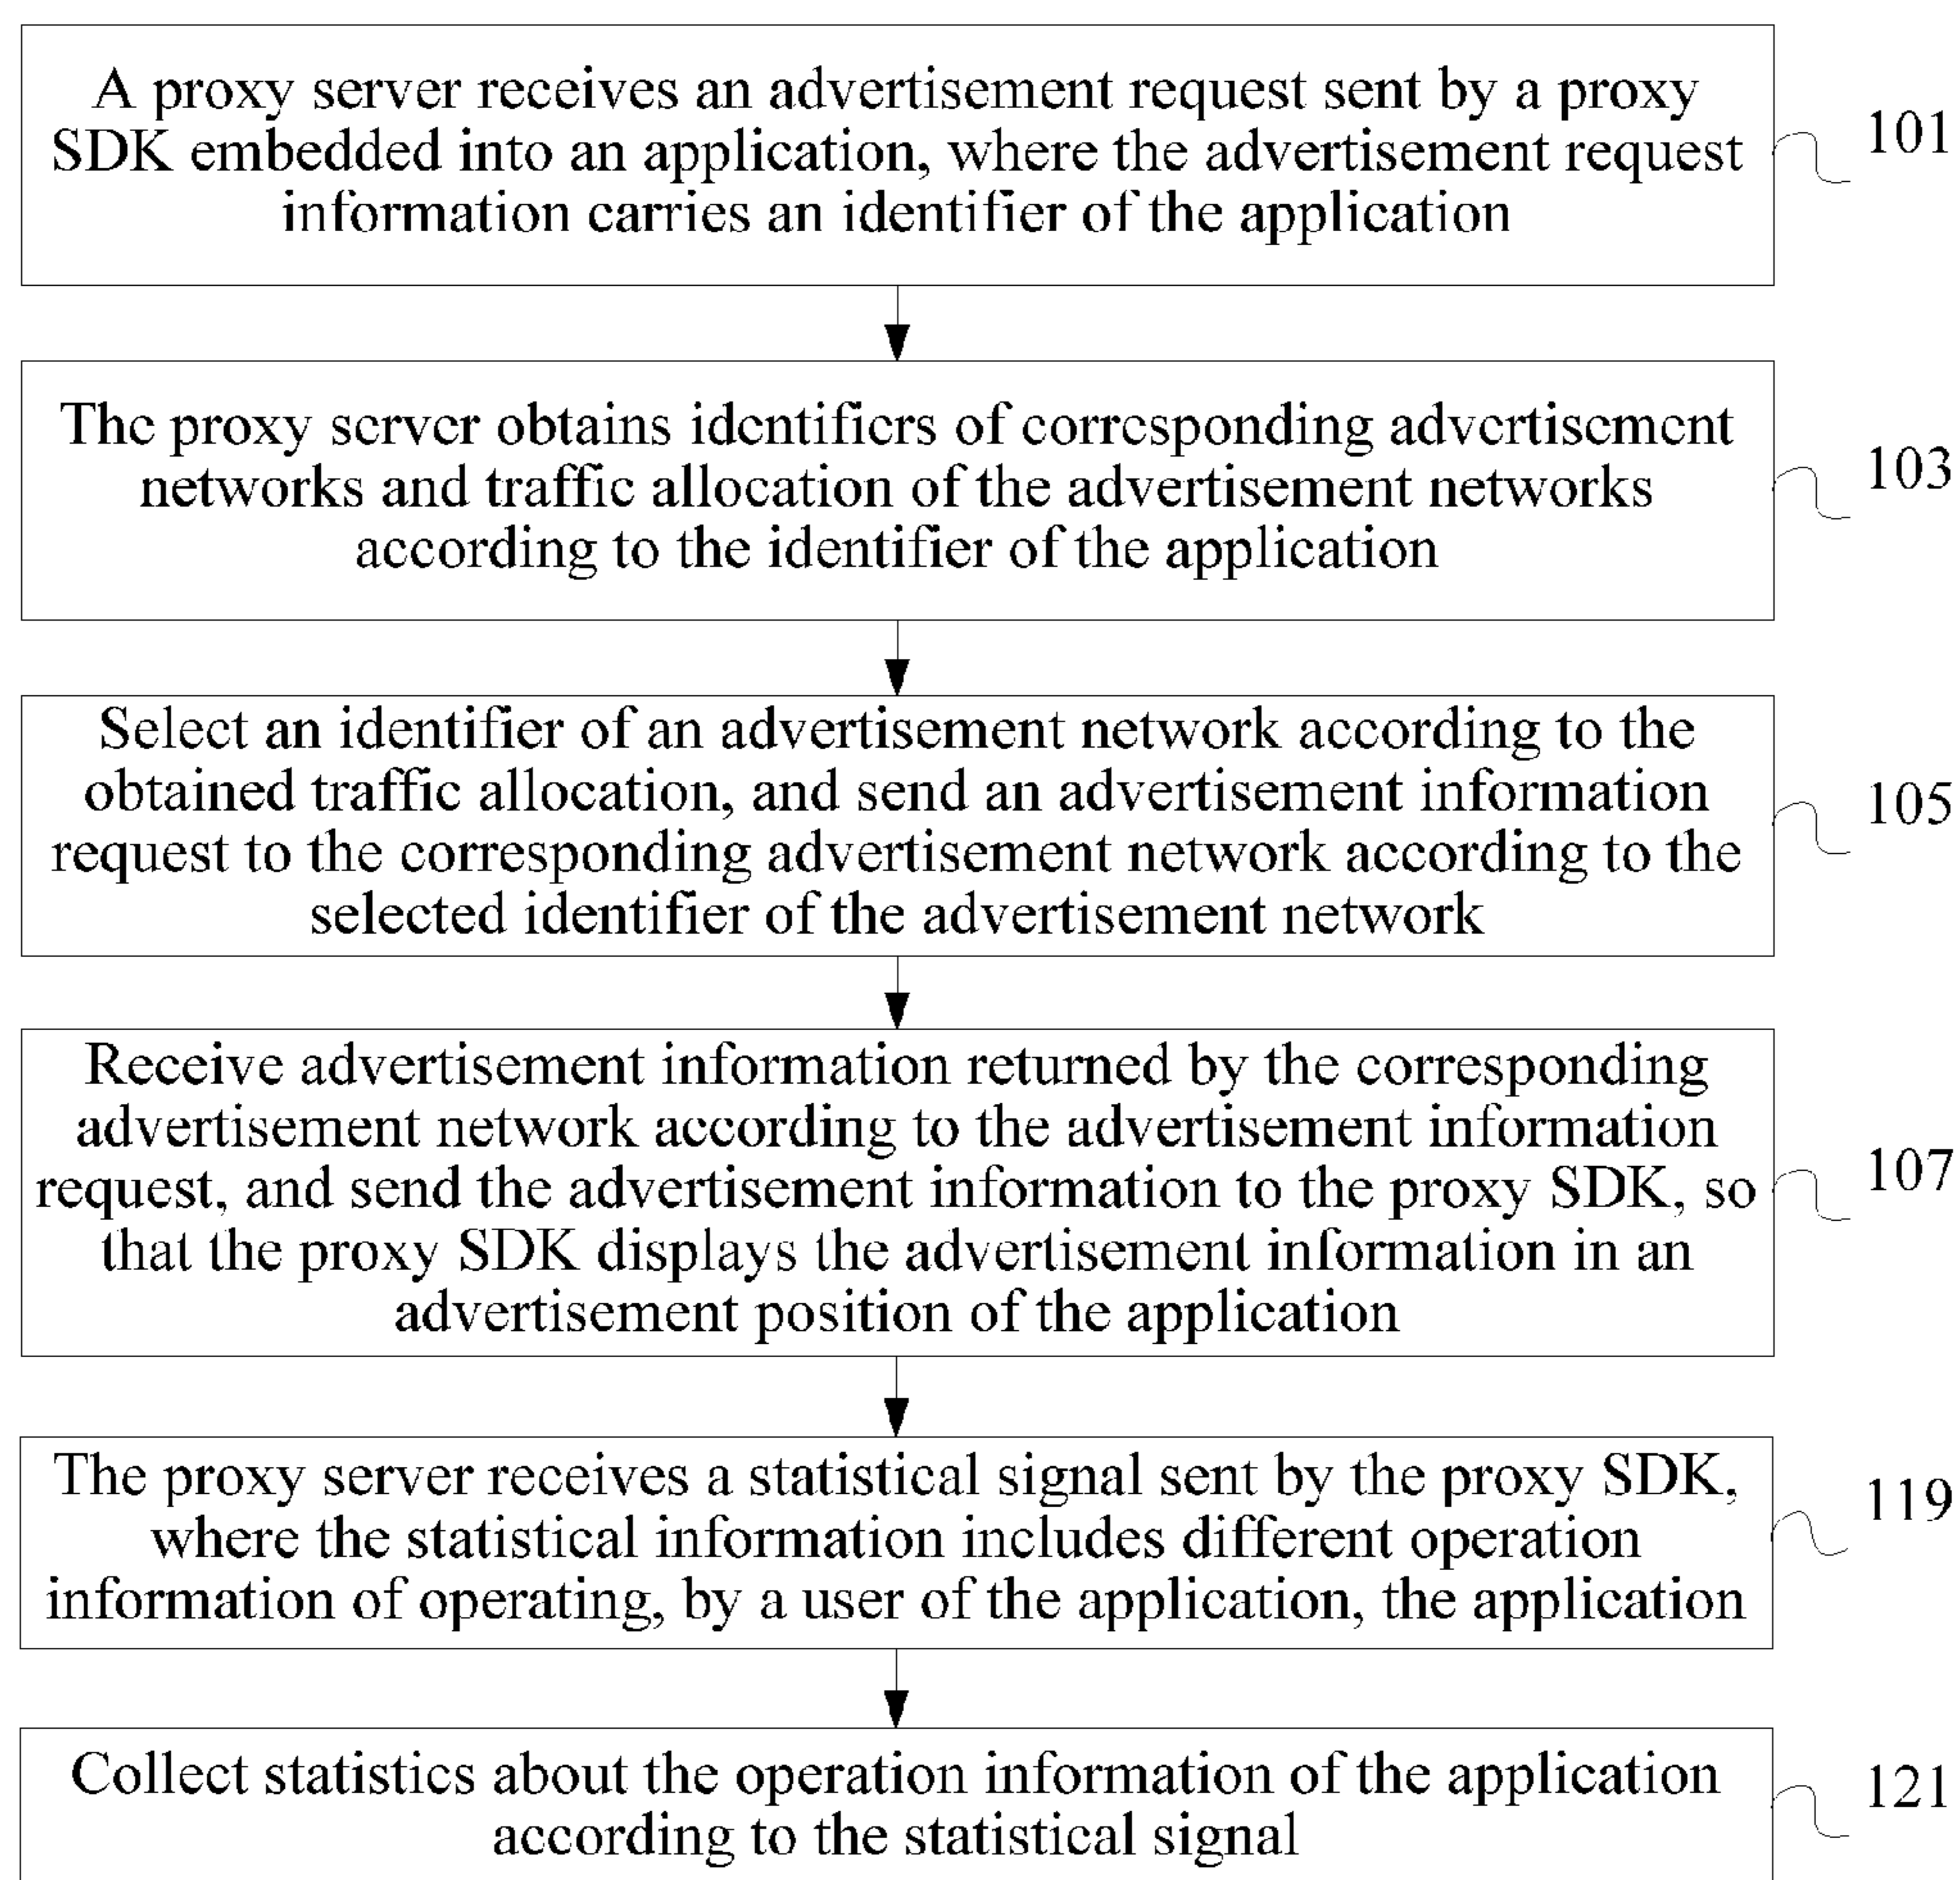 A proxy server receives an advertisement request sent by a proxy
SDK embedded into an application, where the advertisement request
information carries an identifier of the application
101
The proxy server obtains identifiers of corresponding advertisement
networks and traffic allocation of the advertisement networks
according to the identifier of the application
103
Select an identifier of an advertisement network according to the
obtained traffic allocation, and send an advertisement information
request to the corresponding advertisement network according to the
selected identifier of the advertisement network
105
Receive advertisement information returned by the corresponding
advertisement network according to the advertisement information
request, and send the advertisement information to the proxy SDK, so
that the proxy SDK displays the advertisement information in an
advertisement position of the application
107
The proxy server receives a statistical signal sent by the proxy SDK,
where the statistical information includes different operation
information of operating, by a user of the application, the application
119
Collect statistics about the operation information of the application
according to the statistical signal
121